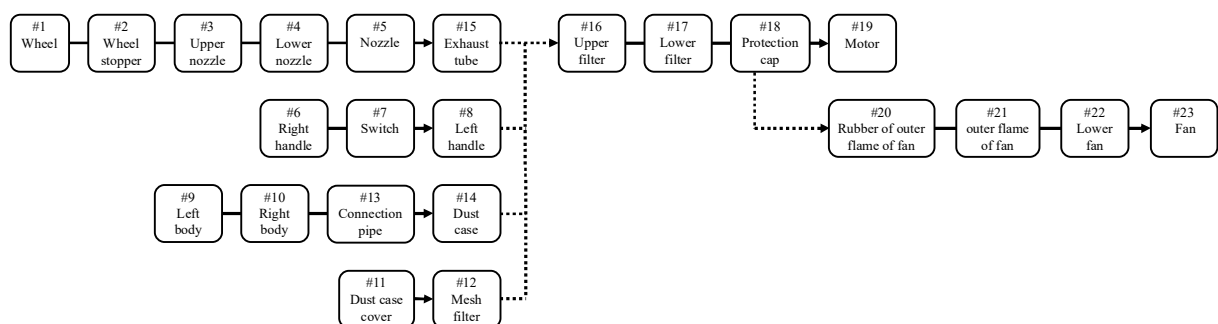 #1
Wheel
#2
Wheel
stopper
#3
Upper
nozzle
#4
Lower
nozzle
#5
Nozzle
#15
Exhaust
tube
#16
Upper
filter
#17
Lower
filter
#18
Protection
cap
#19
Motor
#6
Right
handle
#7
Switch
#8
Left
handle
#20
Rubber of outer
flame of fan
#21
outer flame
of fan
#22
Lower
fan
#23
Fan
#9
Left
body
#10
Right
body
#13
Connection
pipe
#14
Dust
case
#11
Dust case
cover
#12
Mesh
filter